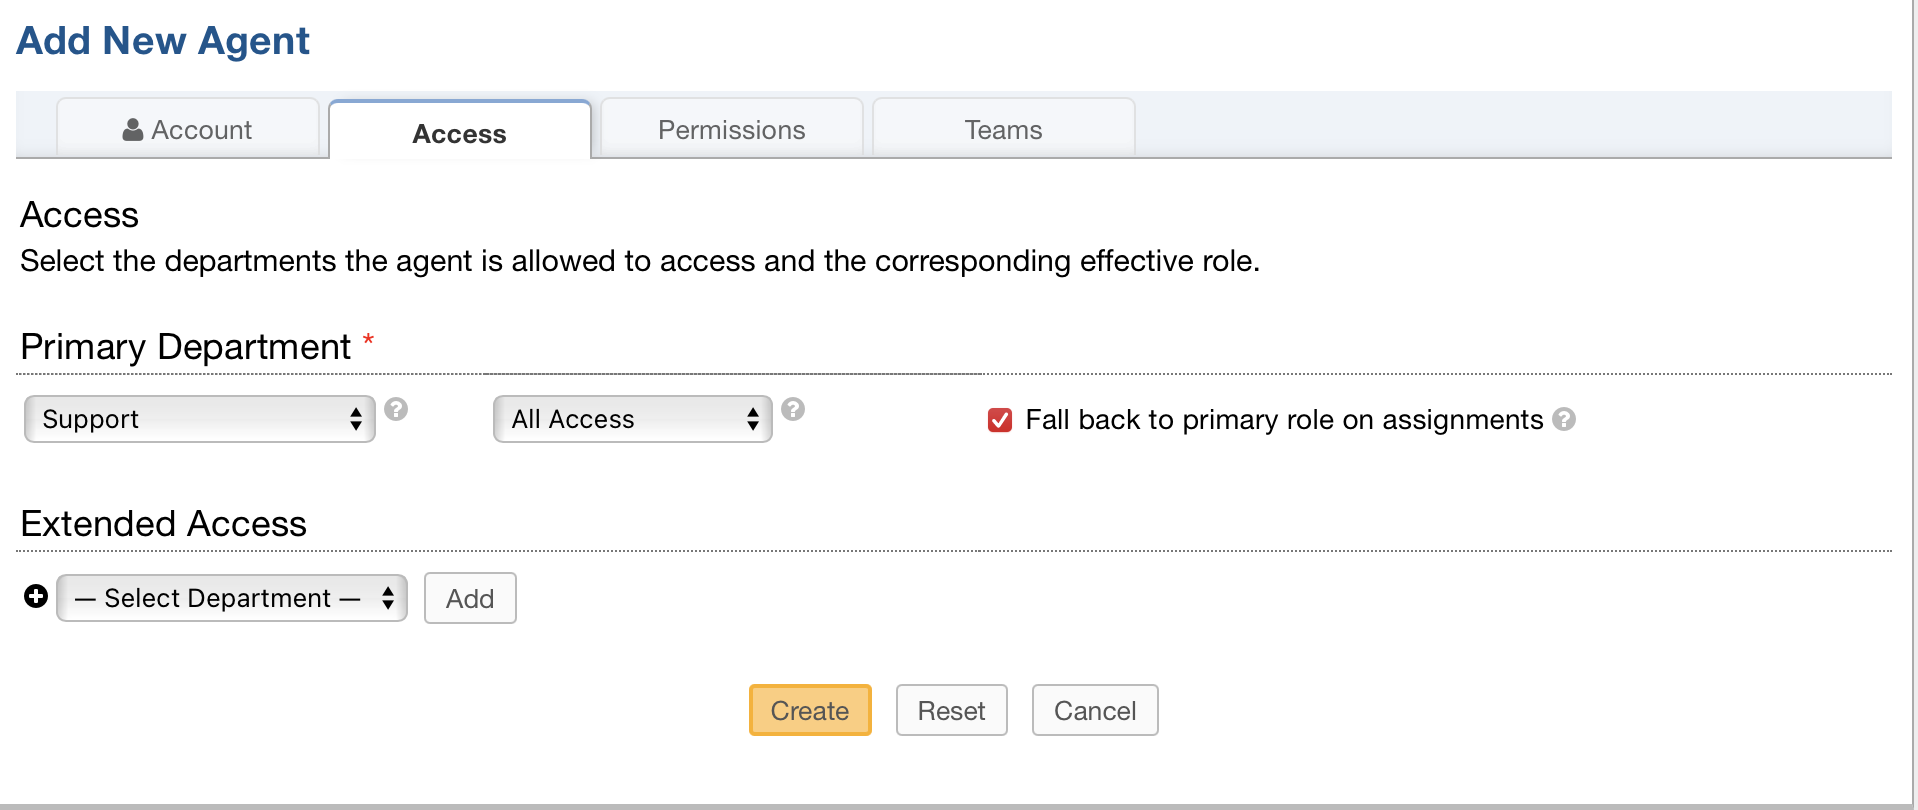 Add New Agent
Account
Access
Permissions
Teams
Access
Select the departments the agent is allowed to access and the corresponding effective role.
Primary Department *
Support ? All Access ? Fall back to primary role on assignments ?
Extended Access
— Select Department — Add
Create Reset Cancel